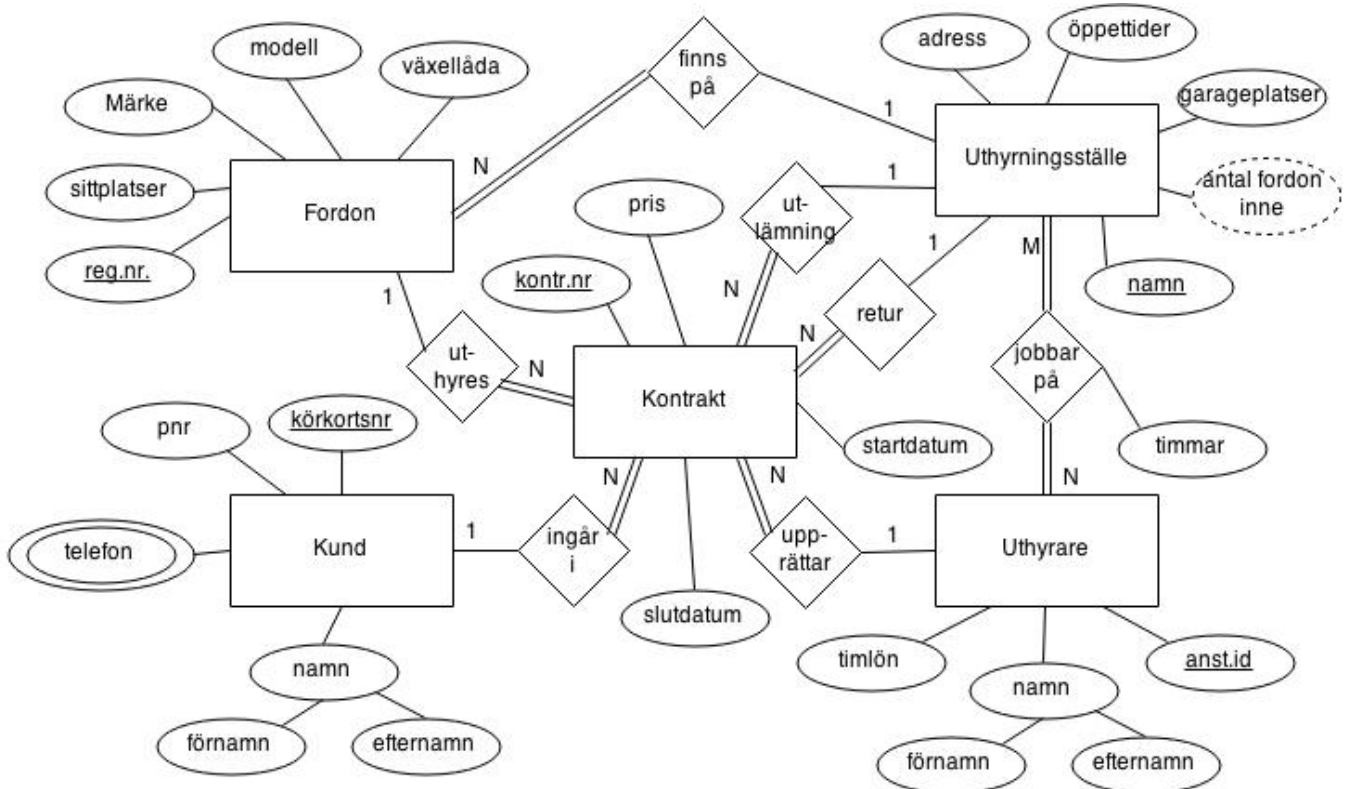 modell
växellåda
Märke
sittplatser
reg.nr.
Fordon
N
1
finns
på
1
adress
öppettider
garageplatser
antal fordon
inne
namn
Uthyrningsställe
ut-
lämning
1
N
retur
1
N
M
jobbar
på
timmar
N
pris
kontr.nr
Kontrakt
startdatum
slutdatum
ut-
hyres
N
pnr
körkortsnr
telefon
Kund
namn
förnamn
efternamn
1
ingår
i
N
N
upp-
rättar
1
Uthyrare
timlön
namn
anst.id
förnamn
efternamn